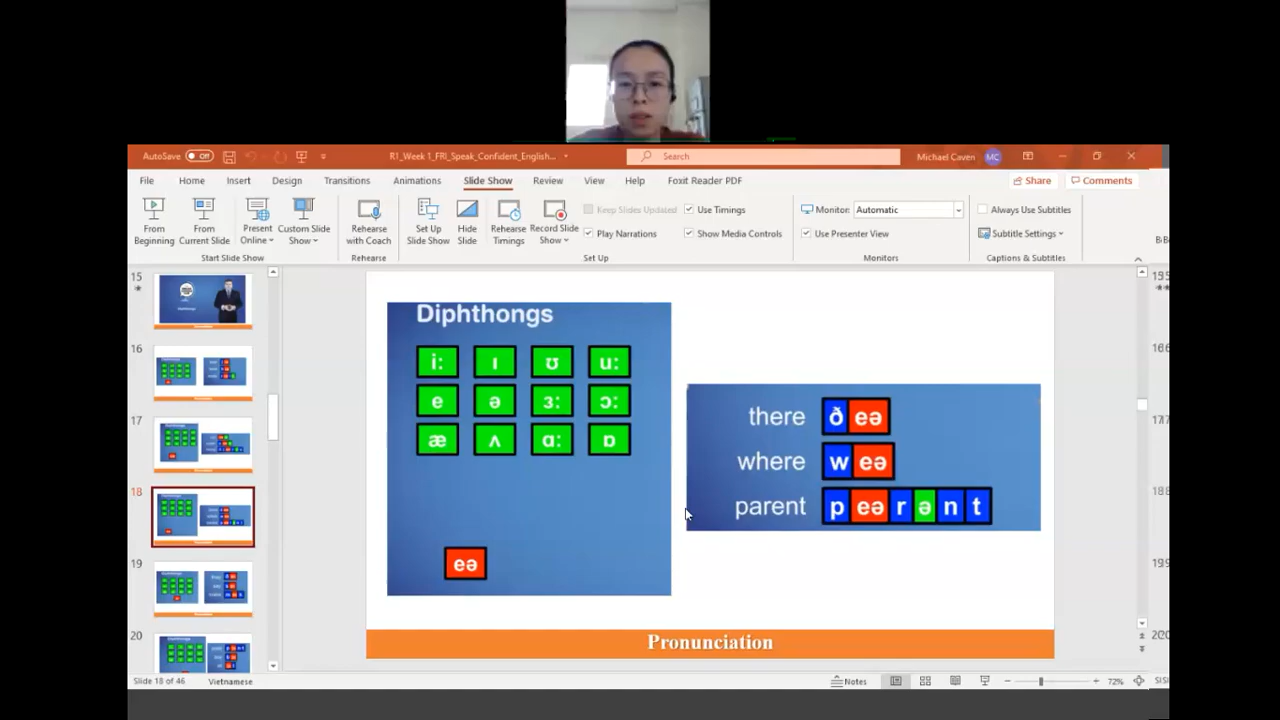 AutoSave Off
R1_Week 1_FRI_Speak_Confident_English...
Search
Michael Caven MC
File Home Insert Design Transitions Animations Slide Show Review View Help Foxit Reader PDF
Share Comments
From Beginning
From Current Slide
Present Online
Custom Slide Show
Start Slide Show
Rehearse with Coach
Rehearse
Set Up Slide Show
Hide Slide
Rehearse Timings
Record Slide Show
Keep Slides Updated
Play Narrations
Use Timings
Show Media Controls
Set Up
Monitor: Automatic
Use Presenter View
Monitors
Always Use Subtitles
Subtitle Settings
Captions & Subtitles
15
16
17
18
19
20
Diphthongs
i: ɪ ʊ u:
e ə ɜ: ɔ:
æ ʌ ɑ: ɒ
eə
there ð eə
where w eə
parent p eə r ə n t
Pronunciation
Slide 18 of 46 Vietnamese
Notes
72%